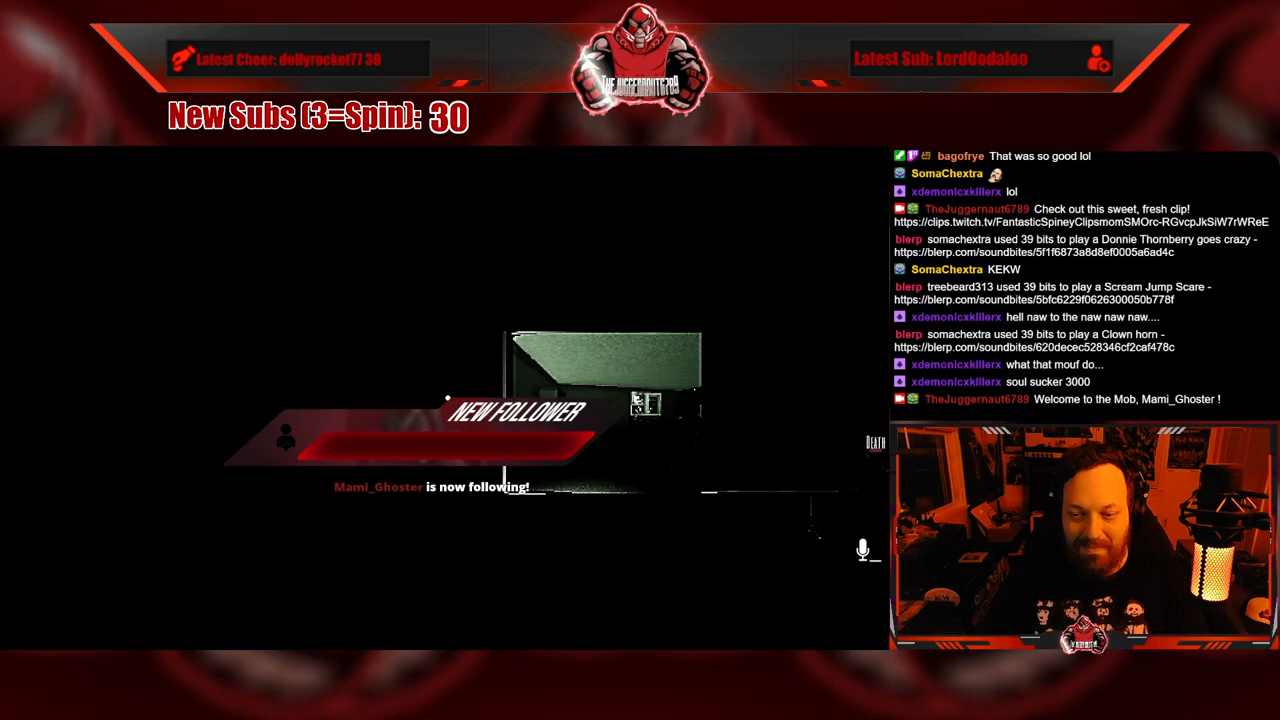 Latest Cheer: dollyrocket77 30
THEJUGGERNAUT6789
Latest Sub: LordOodaloo
New Subs (3=Spin): 30
bagofrye That was so good lol
SomaChextra
xdemonicxkillerx lol
TheJuggernaut6789 Check out this sweet, fresh clip!
https://clips.twitch.tv/FantasticSpineyClipsmomSMOrc-RGvcpJkSiW7rWReE
blerp somachextra used 39 bits to play a Donnie Thornberry goes crazy -
https://blerp.com/soundbites/5f1f6873a8d8ef0005a6ad4c
SomaChextra KEKW
blerp treebeard313 used 39 bits to play a Scream Jump Scare -
https://blerp.com/soundbites/5bfc6229f0626300050b778f
xdemonicxkillerx hell naw to the naw naw naw....
blerp somachextra used 39 bits to play a Clown horn -
https://blerp.com/soundbites/620decec528346cf2caf478c
xdemonicxkillerx what that mouf do...
xdemonicxkillerx soul sucker 3000
TheJuggernaut6789 Welcome to the Mob, Mami_Ghoster !
NEW FOLLOWER
Mami_Ghoster is now following!
DEATH